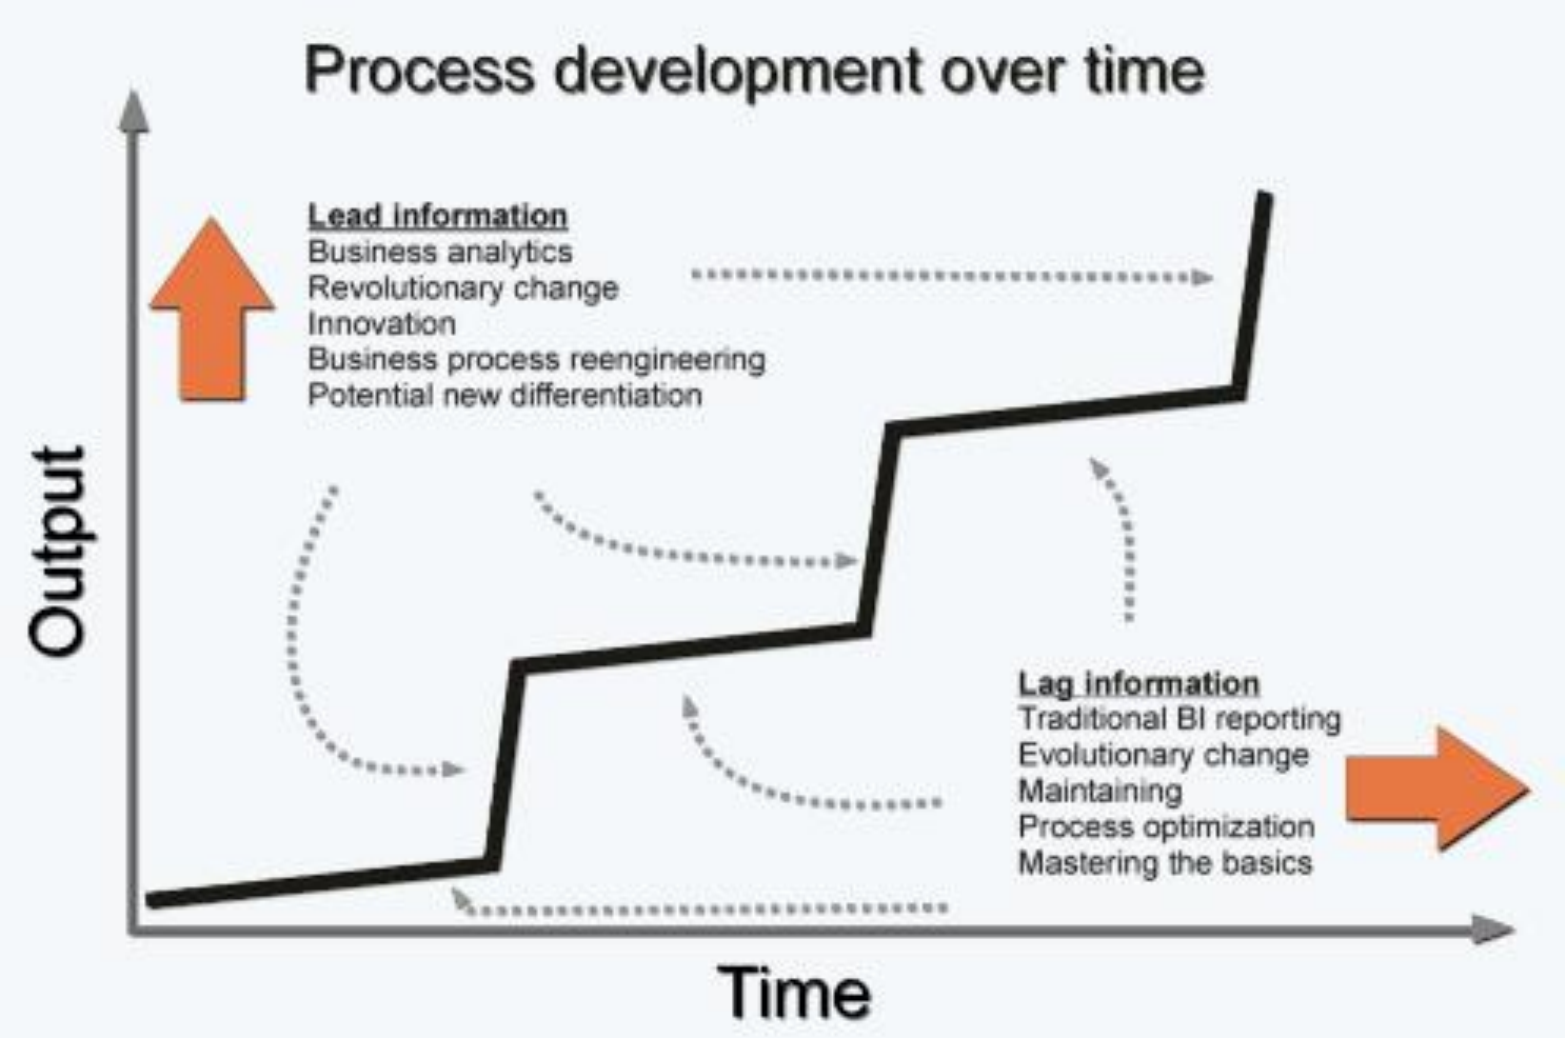 Process development over time
Lead information
Business analytics
Revolutionary change
Innovation
Business process reengineering
Potential new differentiation
Output
Lag information
Traditional BI reporting
Evolutionary change
Maintaining
Process optimization
Mastering the basics
Time